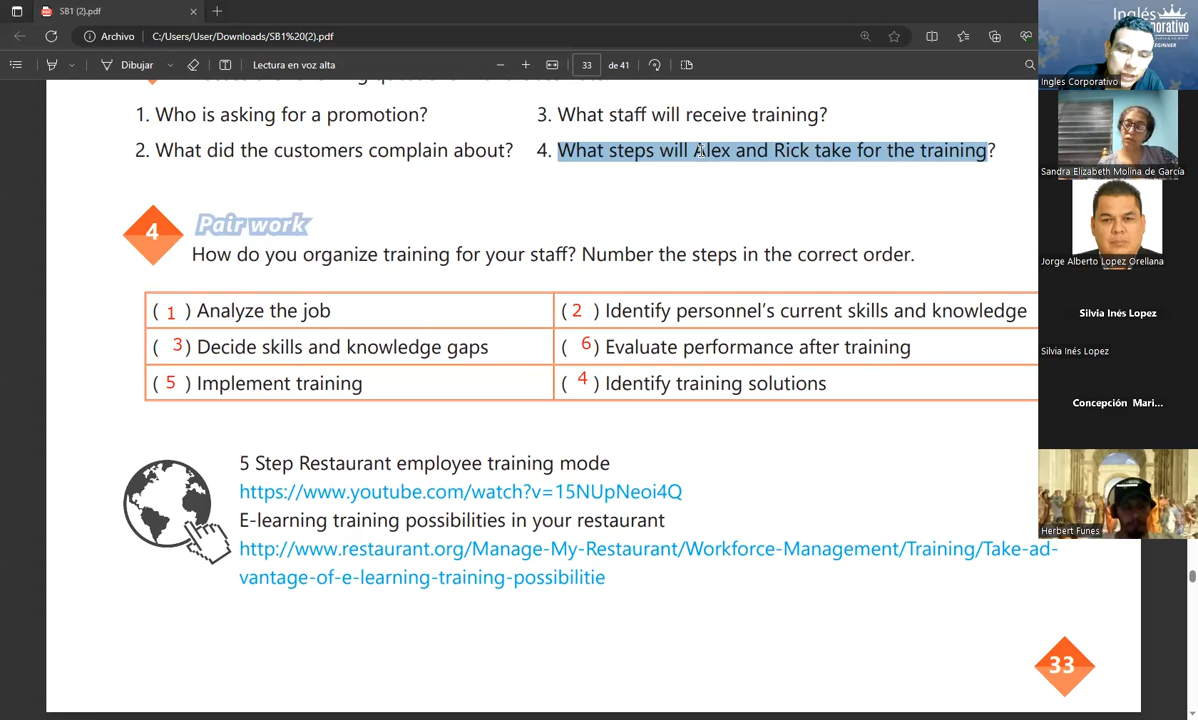 SB1 (2).pdf
Archivo
C:/Users/User/Downloads/SB1%20(2).pdf
Dibujar
Lectura en voz alta
33
de 41
1. Who is asking for a promotion?
3. What staff will receive training?
2. What did the customers complain about?
4. What steps will Alex and Rick take for the training?
4
Pair work
How do you organize training for your staff? Number the steps in the correct order.
( 1 ) Analyze the job
( 2 ) Identify personnel's current skills and knowledge
( 3 ) Decide skills and knowledge gaps
( 6 ) Evaluate performance after training
( 5 ) Implement training
( 4 ) Identify training solutions
5 Step Restaurant employee training mode
https://www.youtube.com/watch?v=15NUpNeoi4Q
E-learning training possibilities in your restaurant
http://www.restaurant.org/Manage-My-Restaurant/Workforce-Management/Training/Take-ad-
vantage-of-e-learning-training-possibilitie
33
Inglés
Ingles Corporativo
Sandra Elizabeth Molina de García
Jorge Alberto Lopez Orellana
Silvia Inés Lopez
Silvia Inés Lopez
Concepción Mari...
Herbert Funes